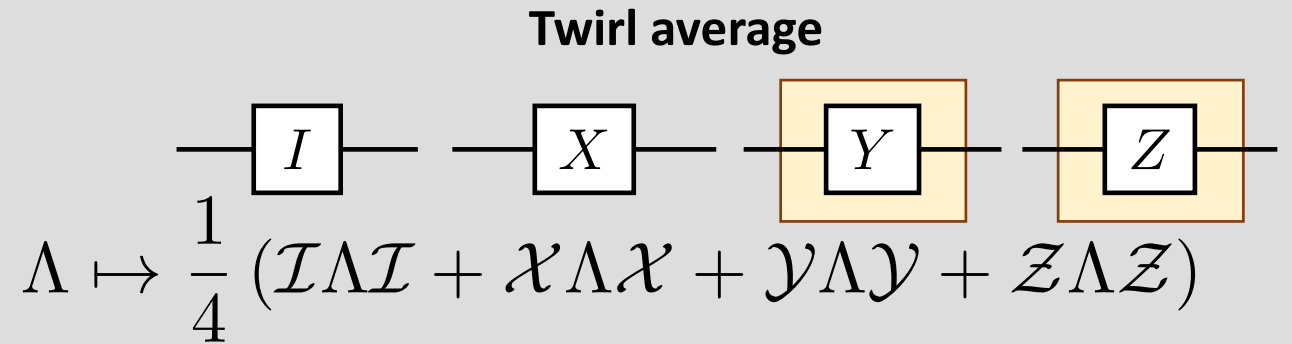 Twirl average
I X Y Z
Λ ↦ 1/4 (ℐΛℐ + 𝒳Λ𝒳 + 𝒴Λ𝒴 + 𝒵Λ𝒵)